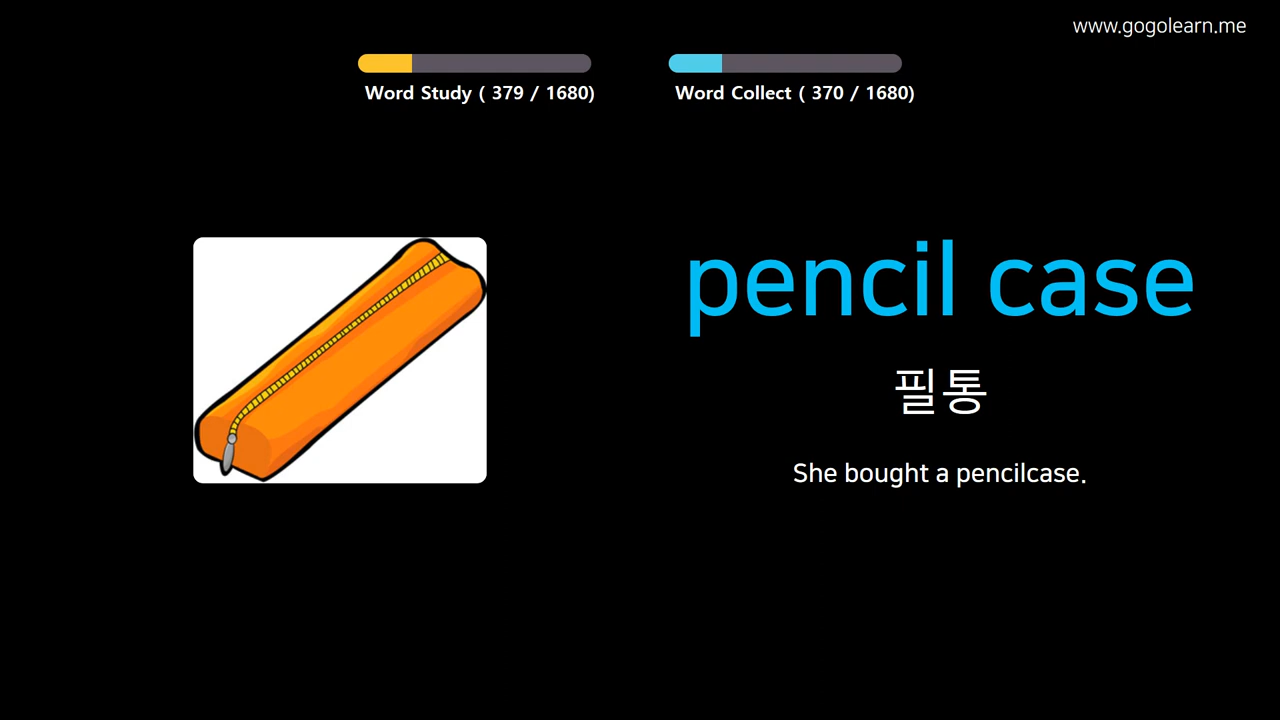 www.gogolearn.me
Word Study ( 379 / 1680)
Word Collect ( 370 / 1680)
pencil case
필통
She bought a pencilcase.